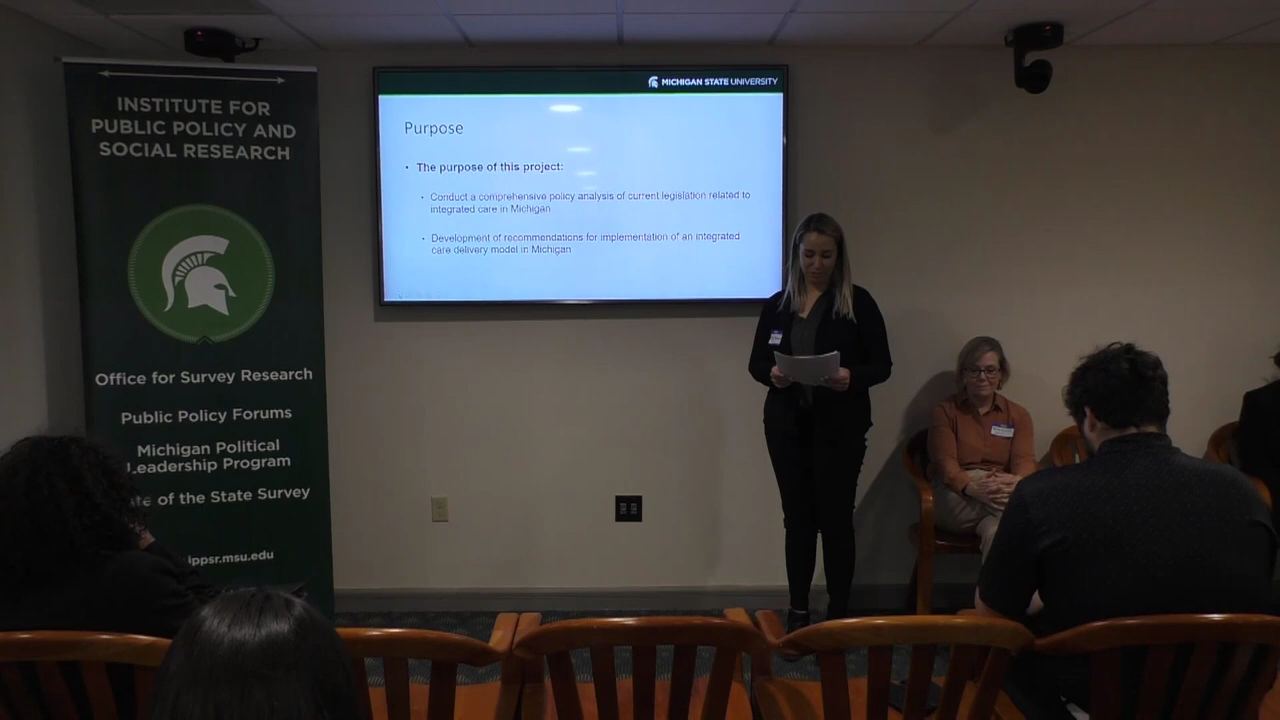 INSTITUTE FOR
PUBLIC POLICY AND
SOCIAL RESEARCH
Office for Survey Research
Public Policy Forums
Michigan Political
Leadership Program
of the State Survey
ippsr.msu.edu
MICHIGAN STATE UNIVERSITY
Purpose
• The purpose of this project:
• Conduct a comprehensive policy analysis of current legislation related to
integrated care in Michigan
• Development of recommendations for implementation of an integrated
care delivery model in Michigan